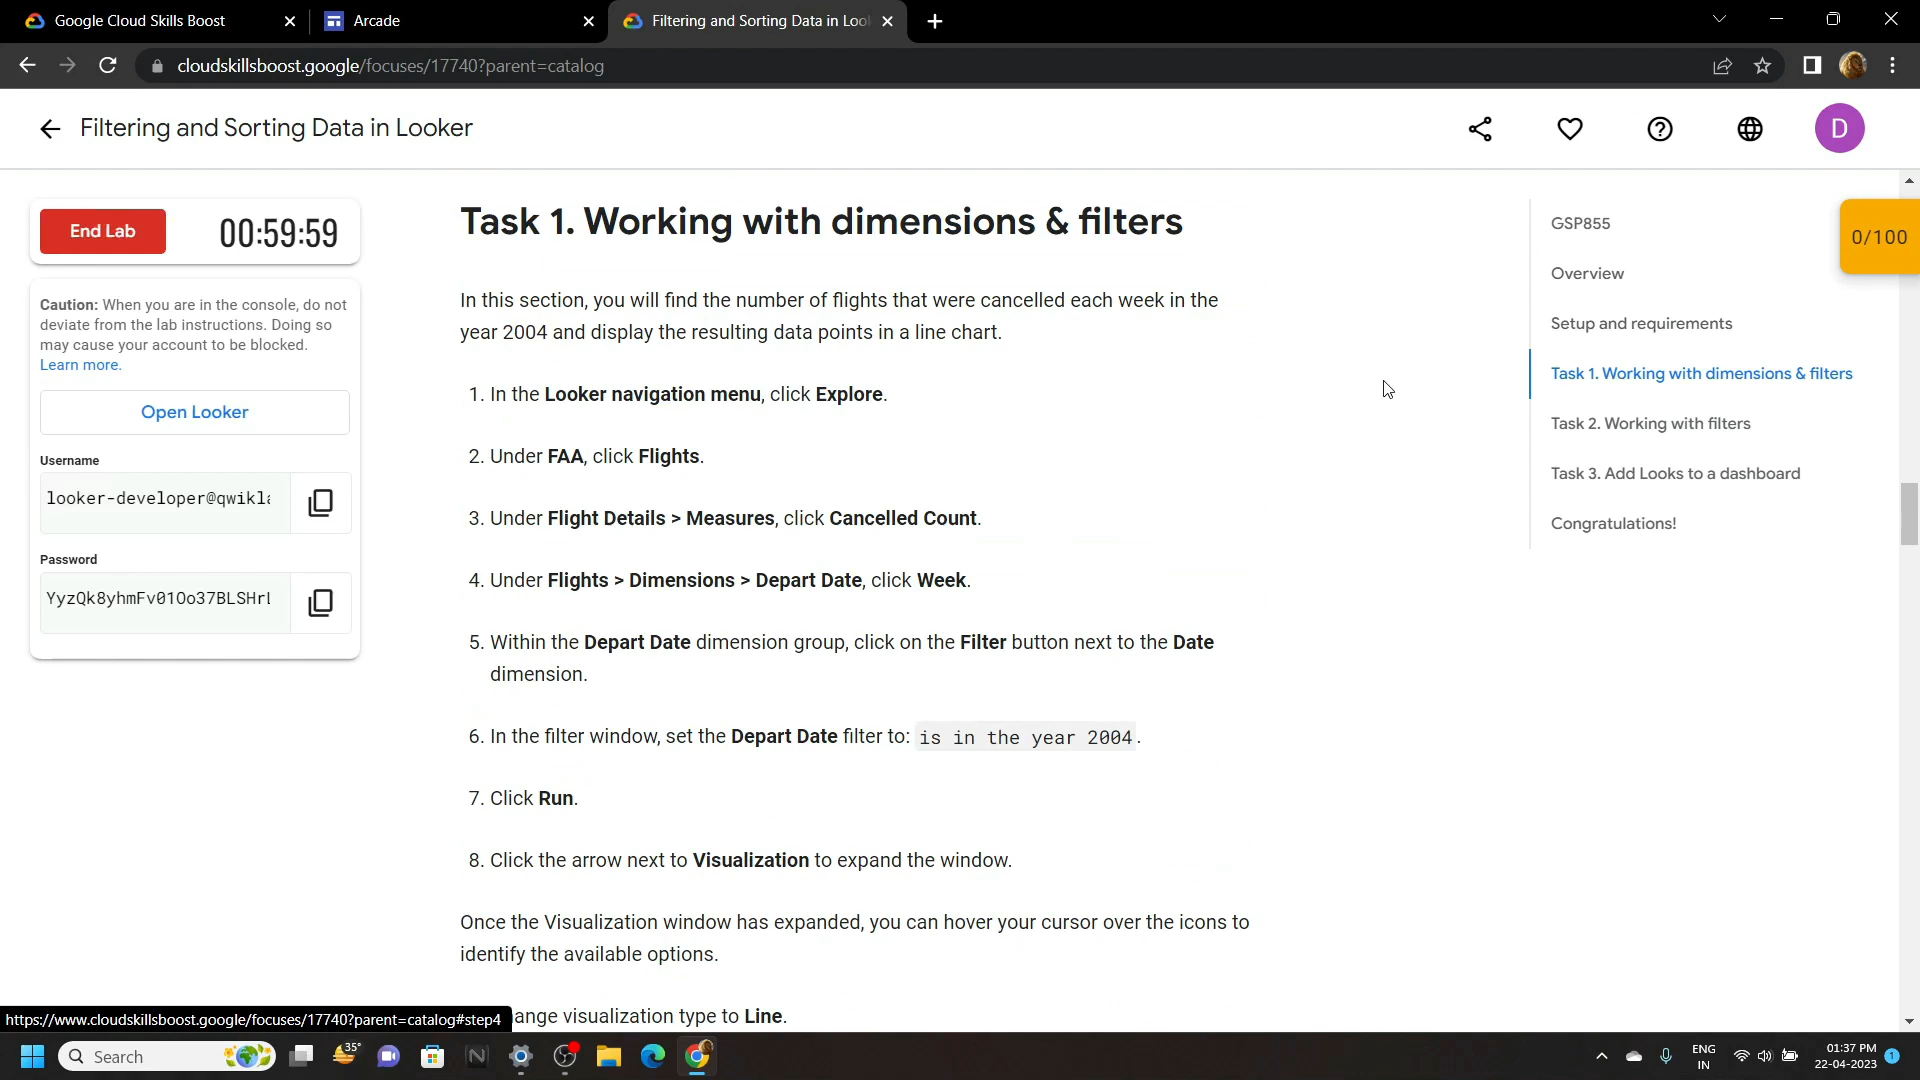 Google Cloud Skills Boost
Arcade
Filtering and Sorting Data in Loo
cloudskillsboost.google/focuses/17740?parent=catalog
Filtering and Sorting Data in Looker
D
End Lab
00:59:59
Caution: When you are in the console, do not
deviate from the lab instructions. Doing so
may cause your account to be blocked.
Learn more.
Open Looker
Username
looker-developer@qwikla
Password
YyzQk8yhmFv01Oo37BLSHrl
Task 1. Working with dimensions & filters
In this section, you will find the number of flights that were cancelled each week in the
year 2004 and display the resulting data points in a line chart.
1. In the Looker navigation menu, click Explore.
2. Under FAA, click Flights.
3. Under Flight Details > Measures, click Cancelled Count.
4. Under Flights > Dimensions > Depart Date, click Week.
5. Within the Depart Date dimension group, click on the Filter button next to the Date
dimension.
6. In the filter window, set the Depart Date filter to: is in the year 2004.
7. Click Run.
8. Click the arrow next to Visualization to expand the window.
Once the Visualization window has expanded, you can hover your cursor over the icons to
identify the available options.
ange visualization type to Line.
GSP855
Overview
Setup and requirements
Task 1. Working with dimensions & filters
Task 2. Working with filters
Task 3. Add Looks to a dashboard
Congratulations!
0/100
https://www.cloudskillsboost.google/focuses/17740?parent=catalog#step4
Search
35°
ENG
IN
01:37 PM
22-04-2023
1